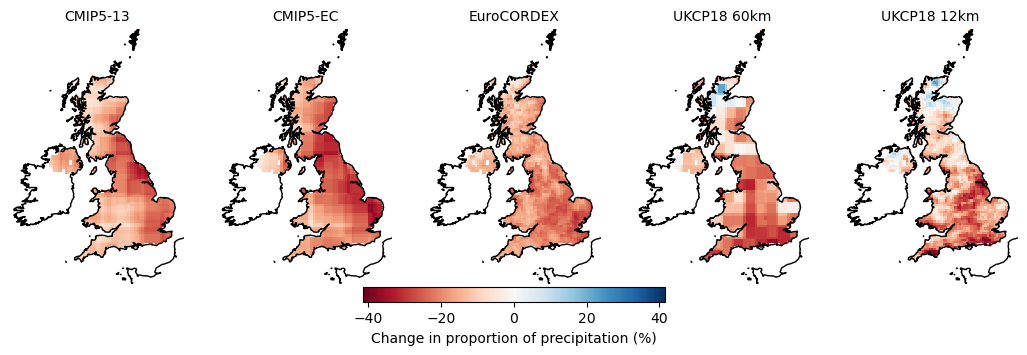 CMIP5-13 CMIP5-EC EuroCORDEX UKCP18 60km UKCP18 12km
−40 −20 0 20 40
Change in proportion of precipitation (%)